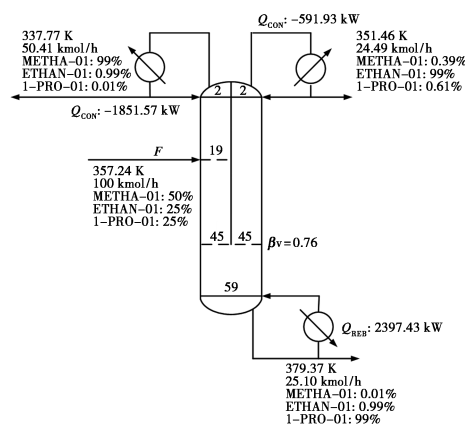 Q_CON: -591.93 kW
337.77 K
50.41 kmol/h
METHA-01: 99%
ETHAN-01: 0.99%
1-PRO-01: 0.01%
351.46 K
24.49 kmol/h
METHA-01: 0.39%
ETHAN-01: 99%
1-PRO-01: 0.61%
2 2
Q_CON: -1851.57 kW
F
19
357.24 K
100 kmol/h
METHA-01: 50%
ETHAN-01: 25%
1-PRO-01: 25%
45 45
βV=0.76
59
Q_REB: 2397.43 kW
379.37 K
25.10 kmol/h
METHA-01: 0.01%
ETHAN-01: 0.99%
1-PRO-01: 99%